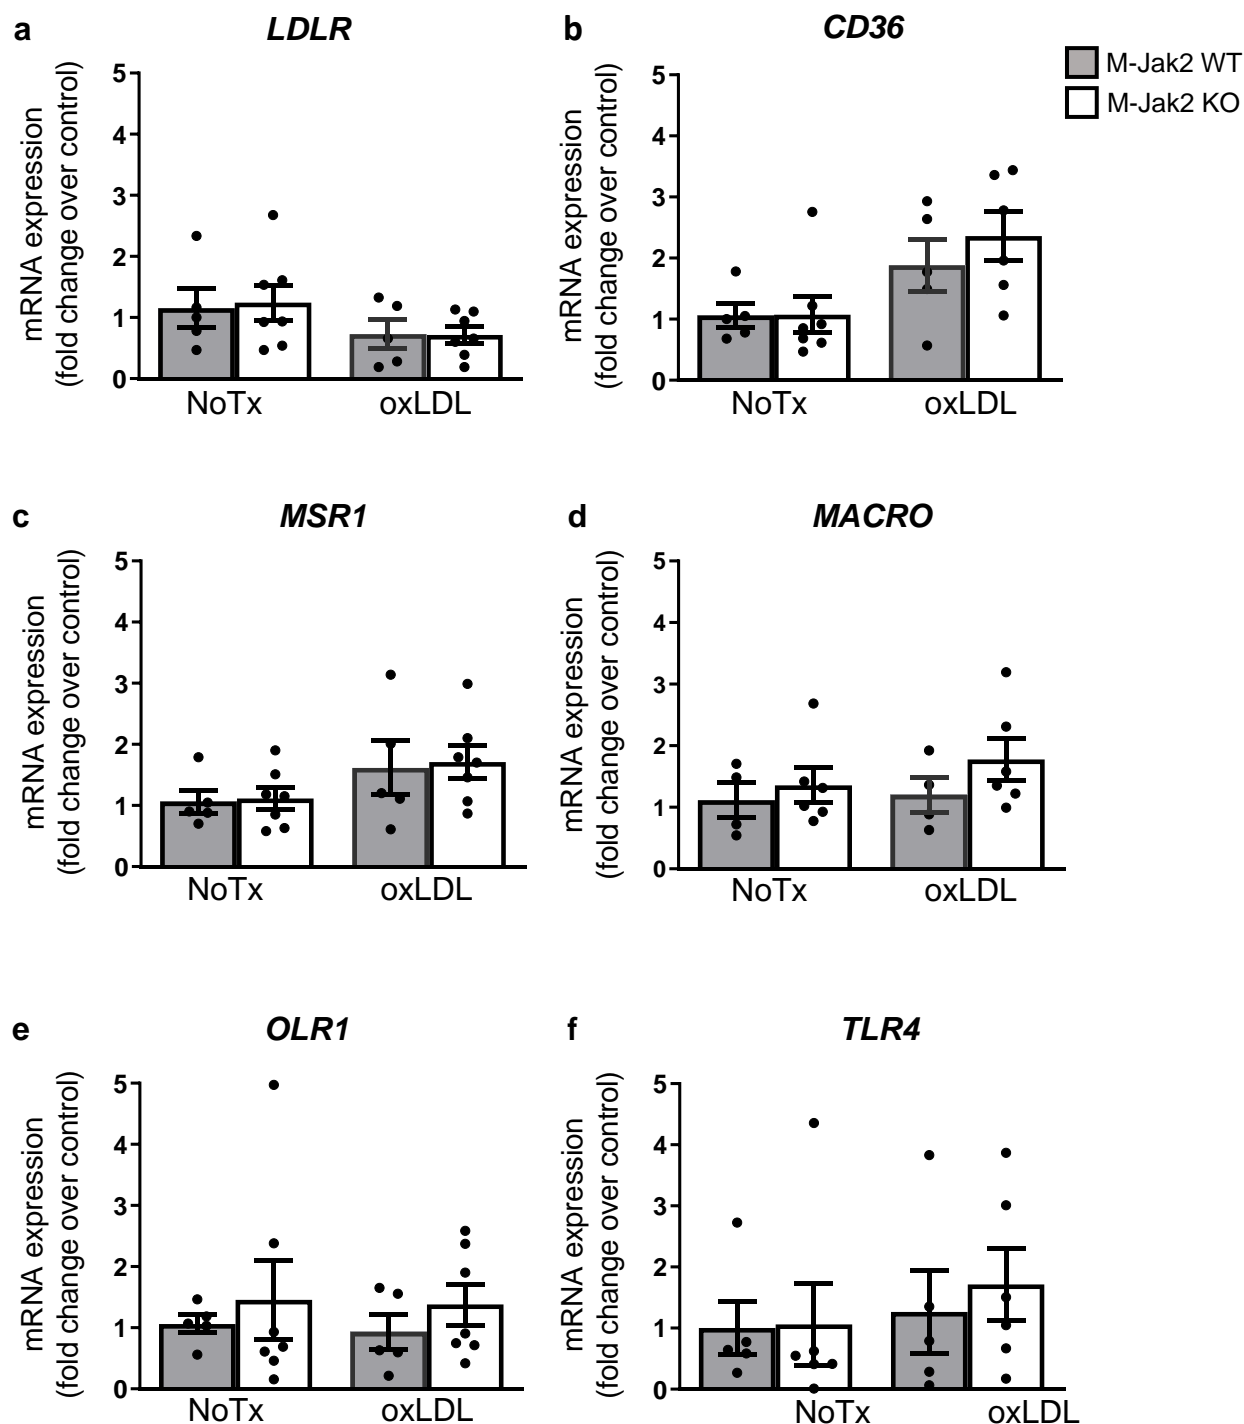 a
LDLR
mRNA expression
(fold change over control)
5
4
3
2
1
0
NoTx
oxLDL
b
CD36
mRNA expression
(fold change over control)
5
4
3
2
1
0
NoTx
oxLDL
M-Jak2 WT
M-Jak2 KO
c
MSR1
mRNA expression
(fold change over control)
5
4
3
2
1
0
NoTx
oxLDL
d
MACRO
mRNA expression
(fold change over control)
5
4
3
2
1
0
NoTx
oxLDL
e
OLR1
mRNA expression
(fold change over control)
5
4
3
2
1
0
NoTx
oxLDL
f
TLR4
mRNA expression
(fold change over control)
5
4
3
2
1
0
NoTx
oxLDL